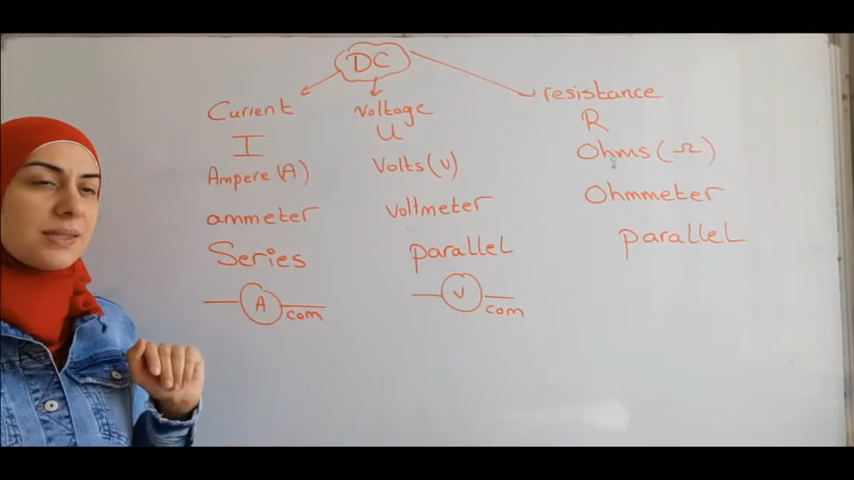 DC
Current
I
Ampere (A)
ammeter
Series
A
com
Voltage
U
Volts (v)
voltmeter
parallel
V
com
resistance
R
Ohms (Ω)
Ohmmeter
parallel